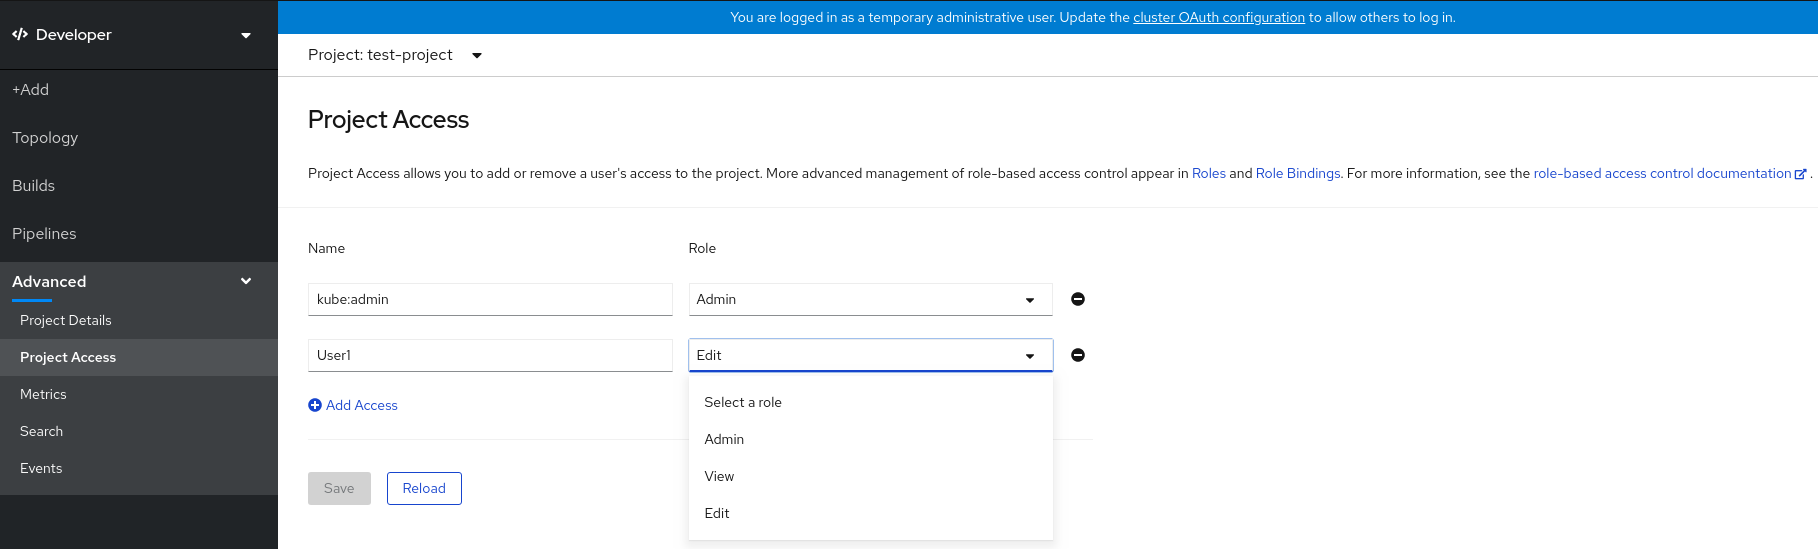 You are logged in as a temporary administrative user. Update the cluster OAuth configuration to allow others to log in.
</> Developer
Project: test-project
+Add
Topology
Builds
Pipelines
Advanced
Project Details
Project Access
Metrics
Search
Events
Project Access
Project Access allows you to add or remove a user's access to the project. More advanced management of role-based access control appear in Roles and Role Bindings. For more information, see the role-based access control documentation .
Name Role
kube:admin Admin
User1 Edit
Select a role
Admin
View
Edit
Add Access
Save Reload